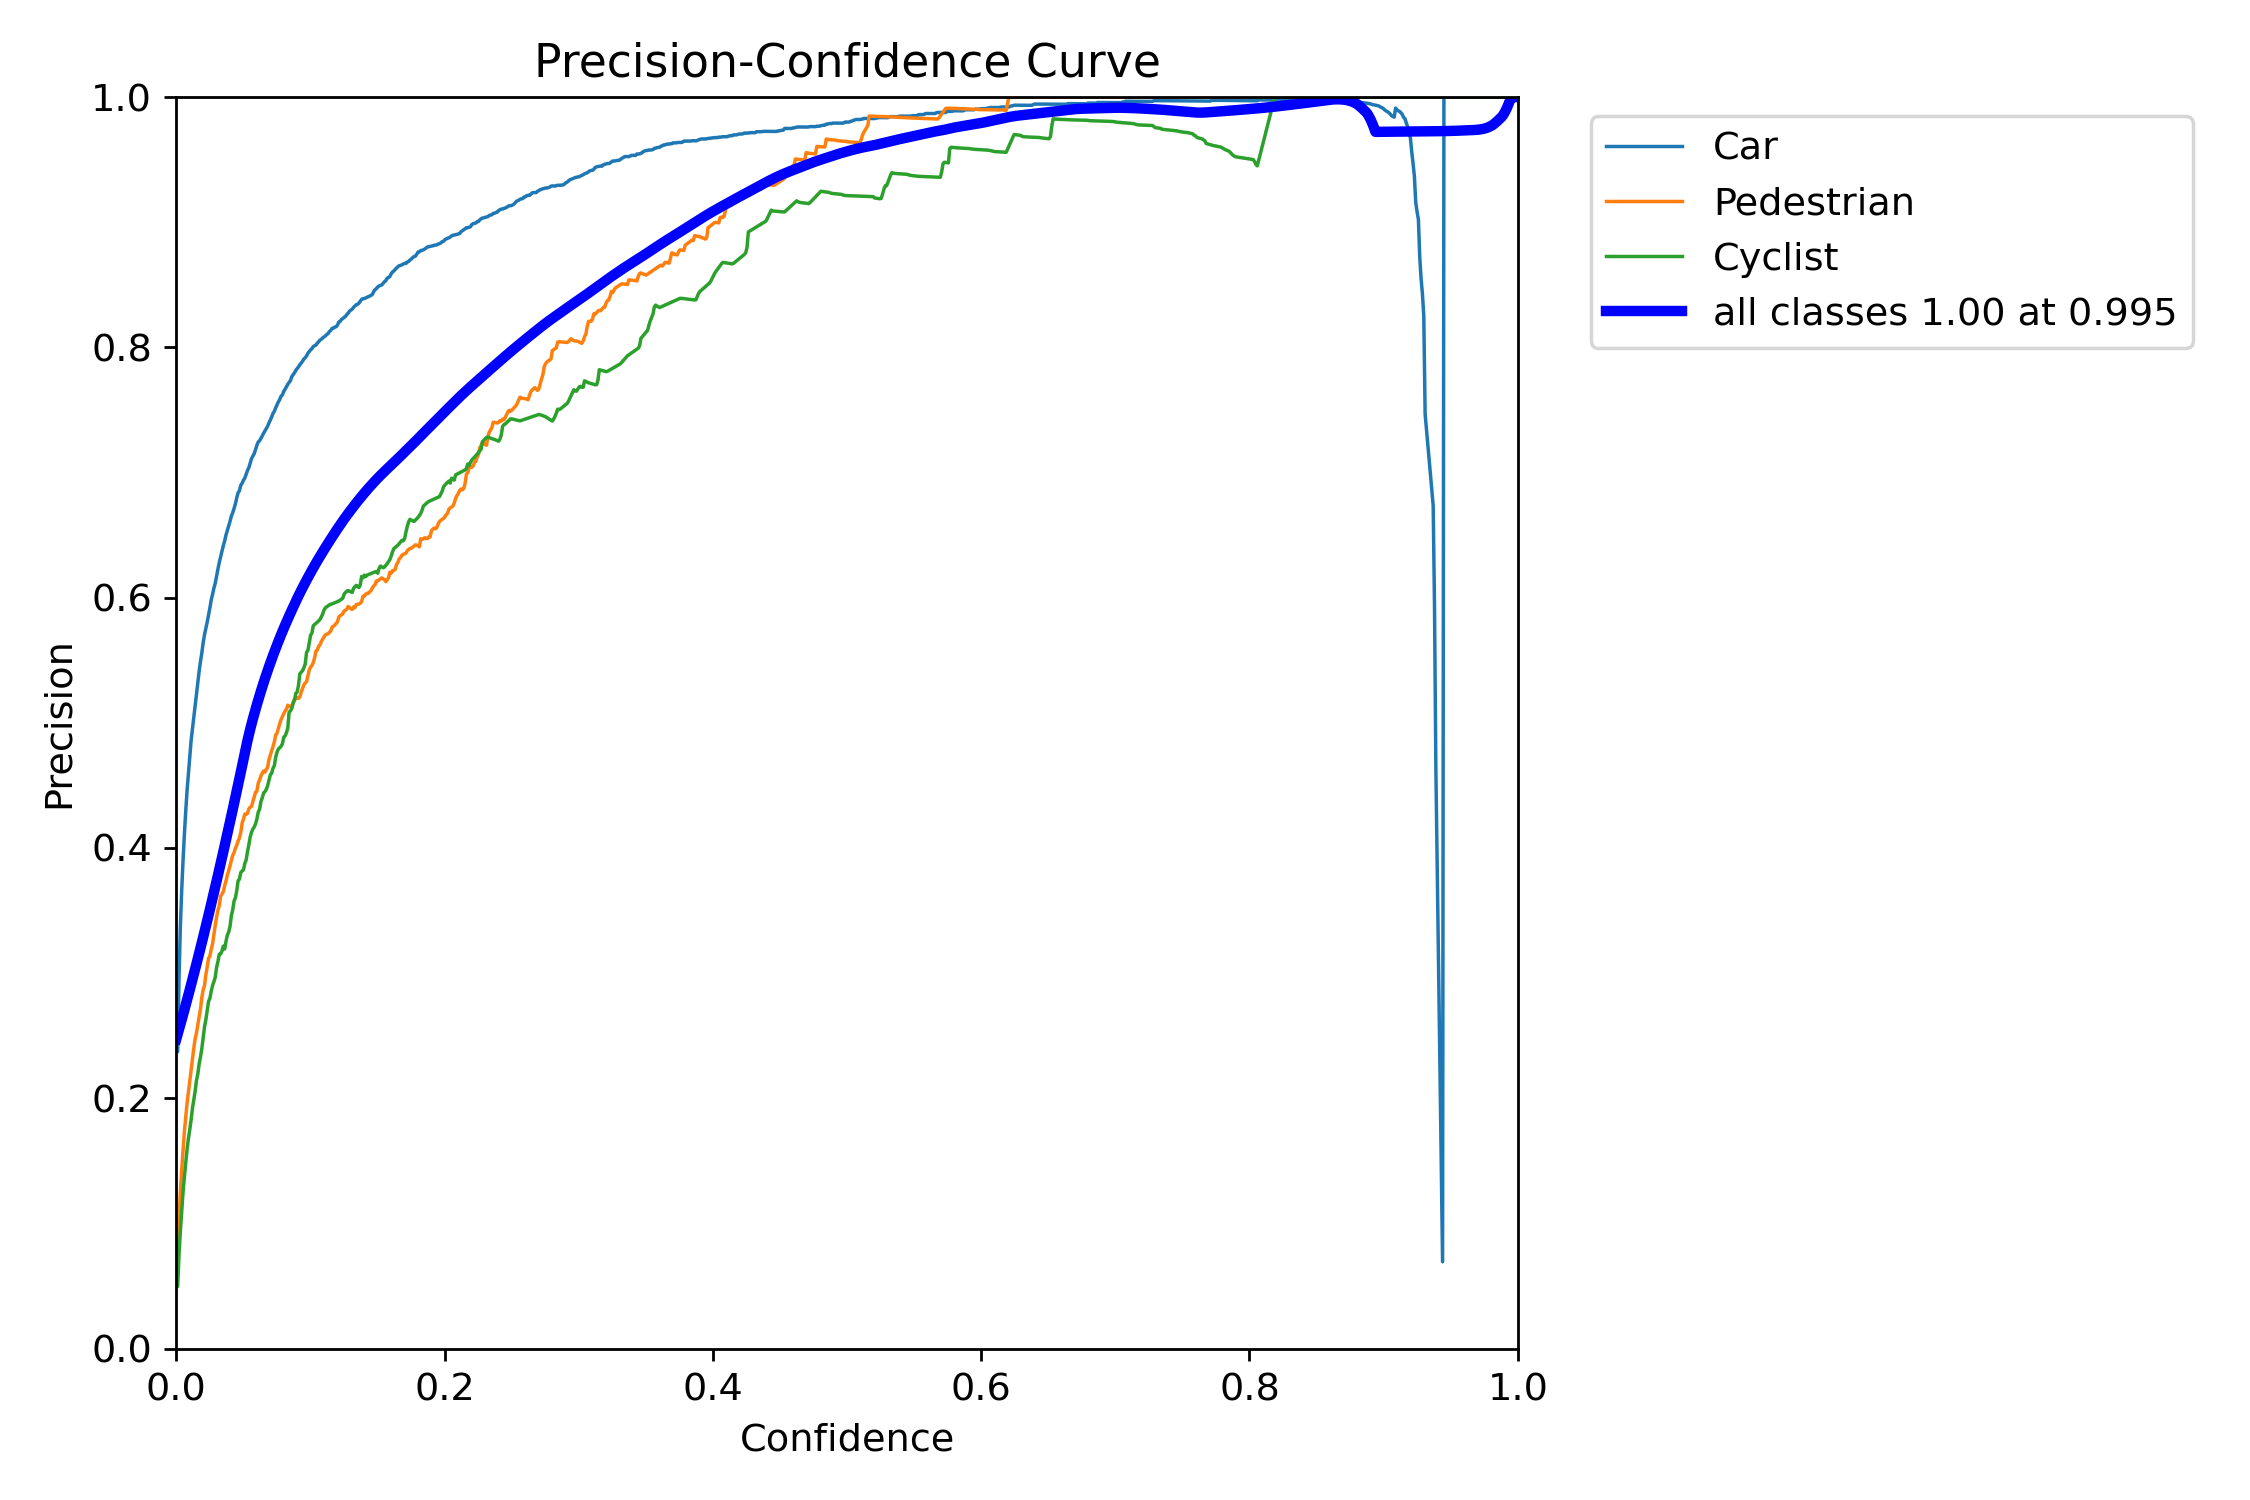 Precision-Confidence Curve
1.0
0.8
0.6
0.4
0.2
0.0
Precision
0.0 0.2 0.4 0.6 0.8 1.0
Confidence
Car
Pedestrian
Cyclist
all classes 1.00 at 0.995